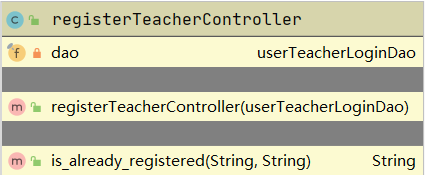 registerTeacherController
dao userTeacherLoginDao
registerTeacherController(userTeacherLoginDao)
is_already_registered(String, String) String